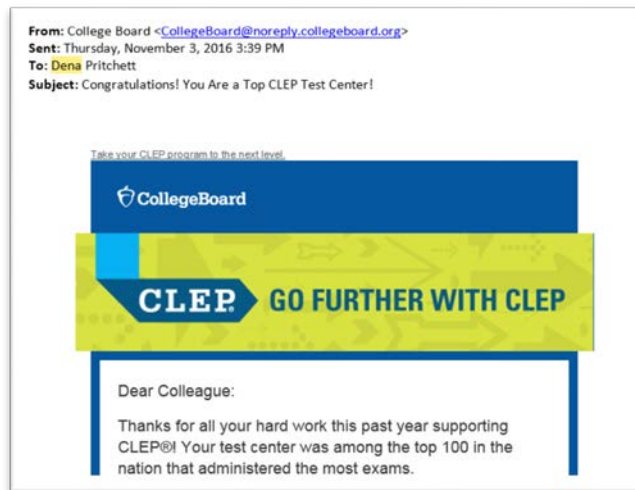 From: College Board <CollegeBoard@noreply.collegeboard.org>
Sent: Thursday, November 3, 2016 3:39 PM
To: Dena Pritchett
Subject: Congratulations! You Are a Top CLEP Test Center!
Take your CLEP program to the next level.
CollegeBoard
CLEP® GO FURTHER WITH CLEP
Dear Colleague:
Thanks for all your hard work this past year supporting
CLEP®! Your test center was among the top 100 in the
nation that administered the most exams.